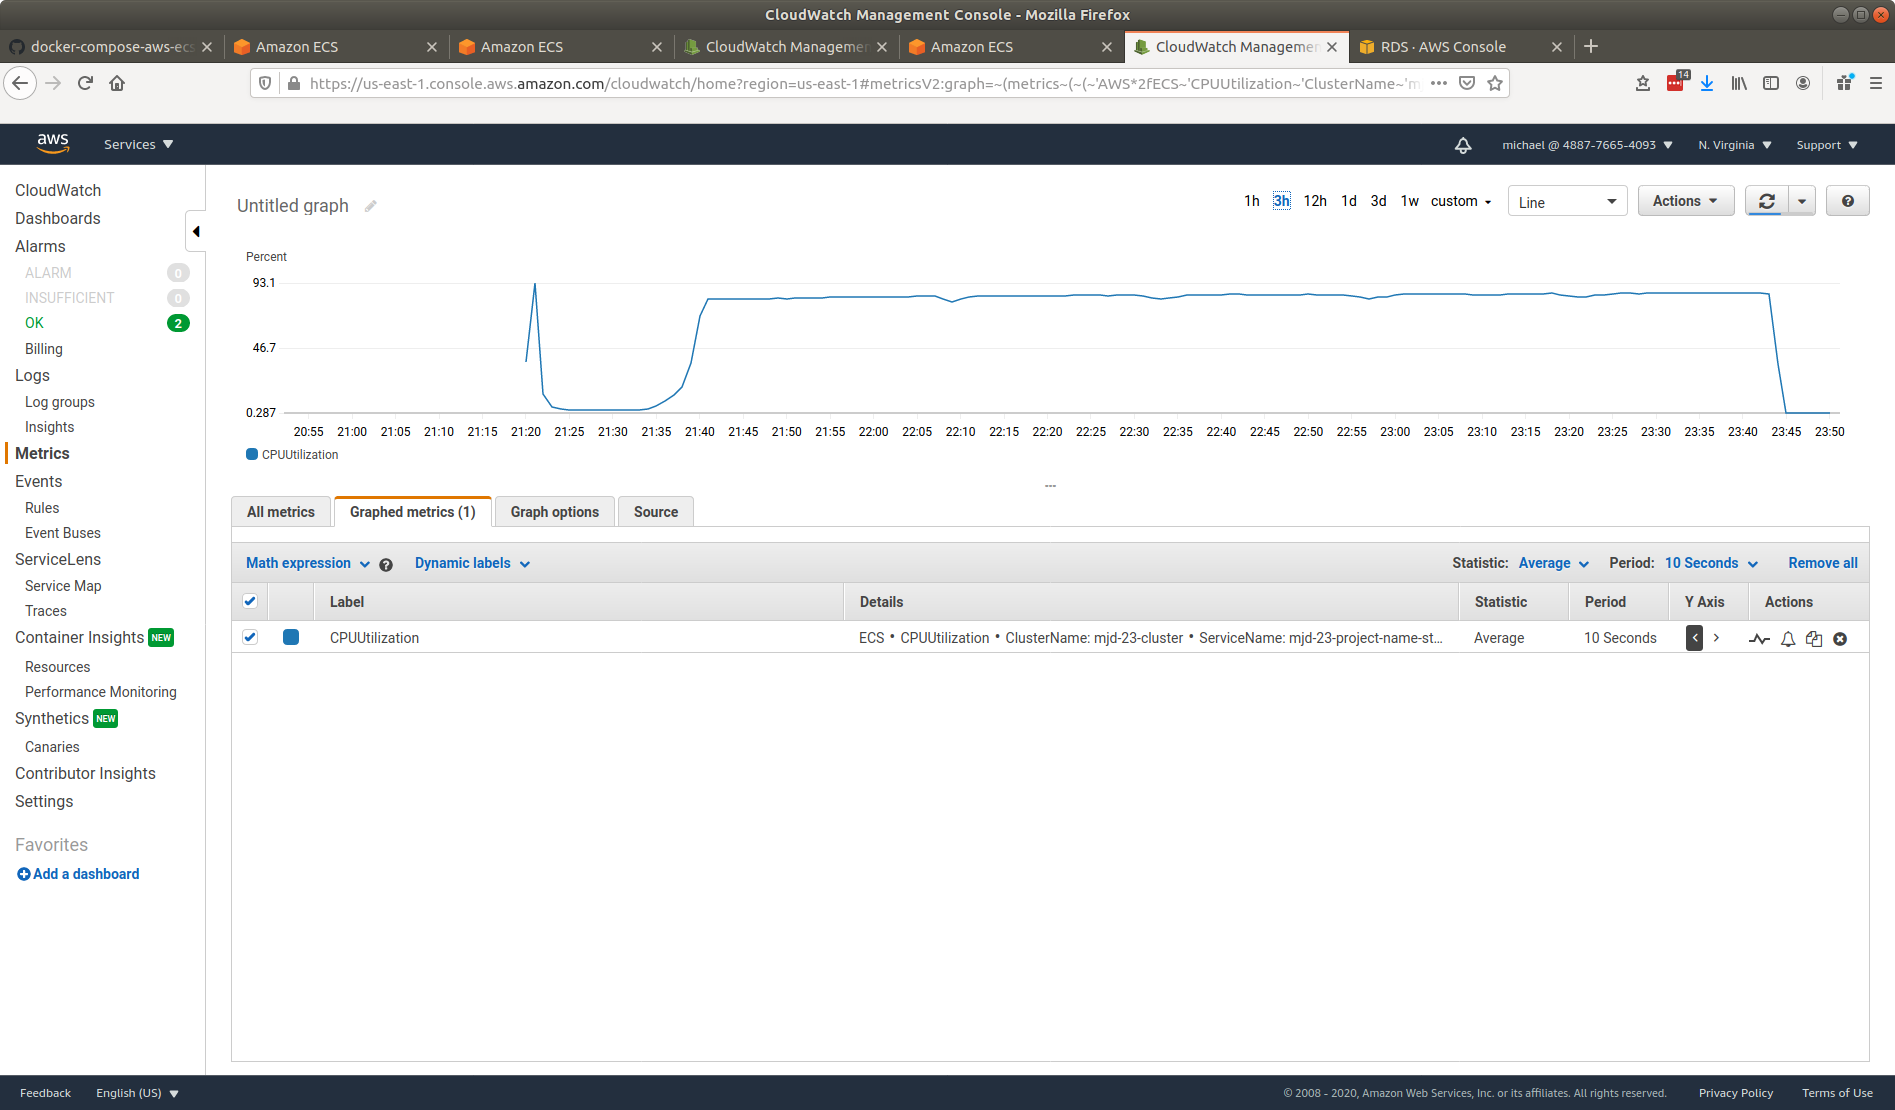 CloudWatch Management Console - Mozilla Firefox
docker-compose-aws-ecs
Amazon ECS
Amazon ECS
CloudWatch Managemen
Amazon ECS
CloudWatch Managemen
RDS · AWS Console
https://us-east-1.console.aws.amazon.com/cloudwatch/home?region=us-east-1#metricsV2:graph=~(metrics~(~(~'AWS*2fECS~'CPUUtilization~'ClusterName~'m
14
aws
Services
michael @ 4887-7665-4093
N. Virginia
Support
CloudWatch
Dashboards
Alarms
ALARM 0
INSUFFICIENT 0
OK 2
Billing
Logs
Log groups
Insights
Metrics
Events
Rules
Event Buses
ServiceLens
Service Map
Traces
Container Insights NEW
Resources
Performance Monitoring
Synthetics NEW
Canaries
Contributor Insights
Settings
Favorites
Add a dashboard
Untitled graph
1h 3h 12h 1d 3d 1w custom
Line
Actions
Percent
93.1
46.7
0.287
20:55 21:00 21:05 21:10 21:15 21:20 21:25 21:30 21:35 21:40 21:45 21:50 21:55 22:00 22:05 22:10 22:15 22:20 22:25 22:30 22:35 22:40 22:45 22:50 22:55 23:00 23:05 23:10 23:15 23:20 23:25 23:30 23:35 23:40 23:45 23:50
CPUUtilization
All metrics
Graphed metrics (1)
Graph options
Source
Math expression
Dynamic labels
Statistic: Average
Period: 10 Seconds
Remove all
Label Details Statistic Period Y Axis Actions
CPUUtilization ECS • CPUUtilization • ClusterName: mjd-23-cluster • ServiceName: mjd-23-project-name-st... Average 10 Seconds
Feedback
English (US)
© 2008 - 2020, Amazon Web Services, Inc. or its affiliates. All rights reserved.
Privacy Policy
Terms of Use